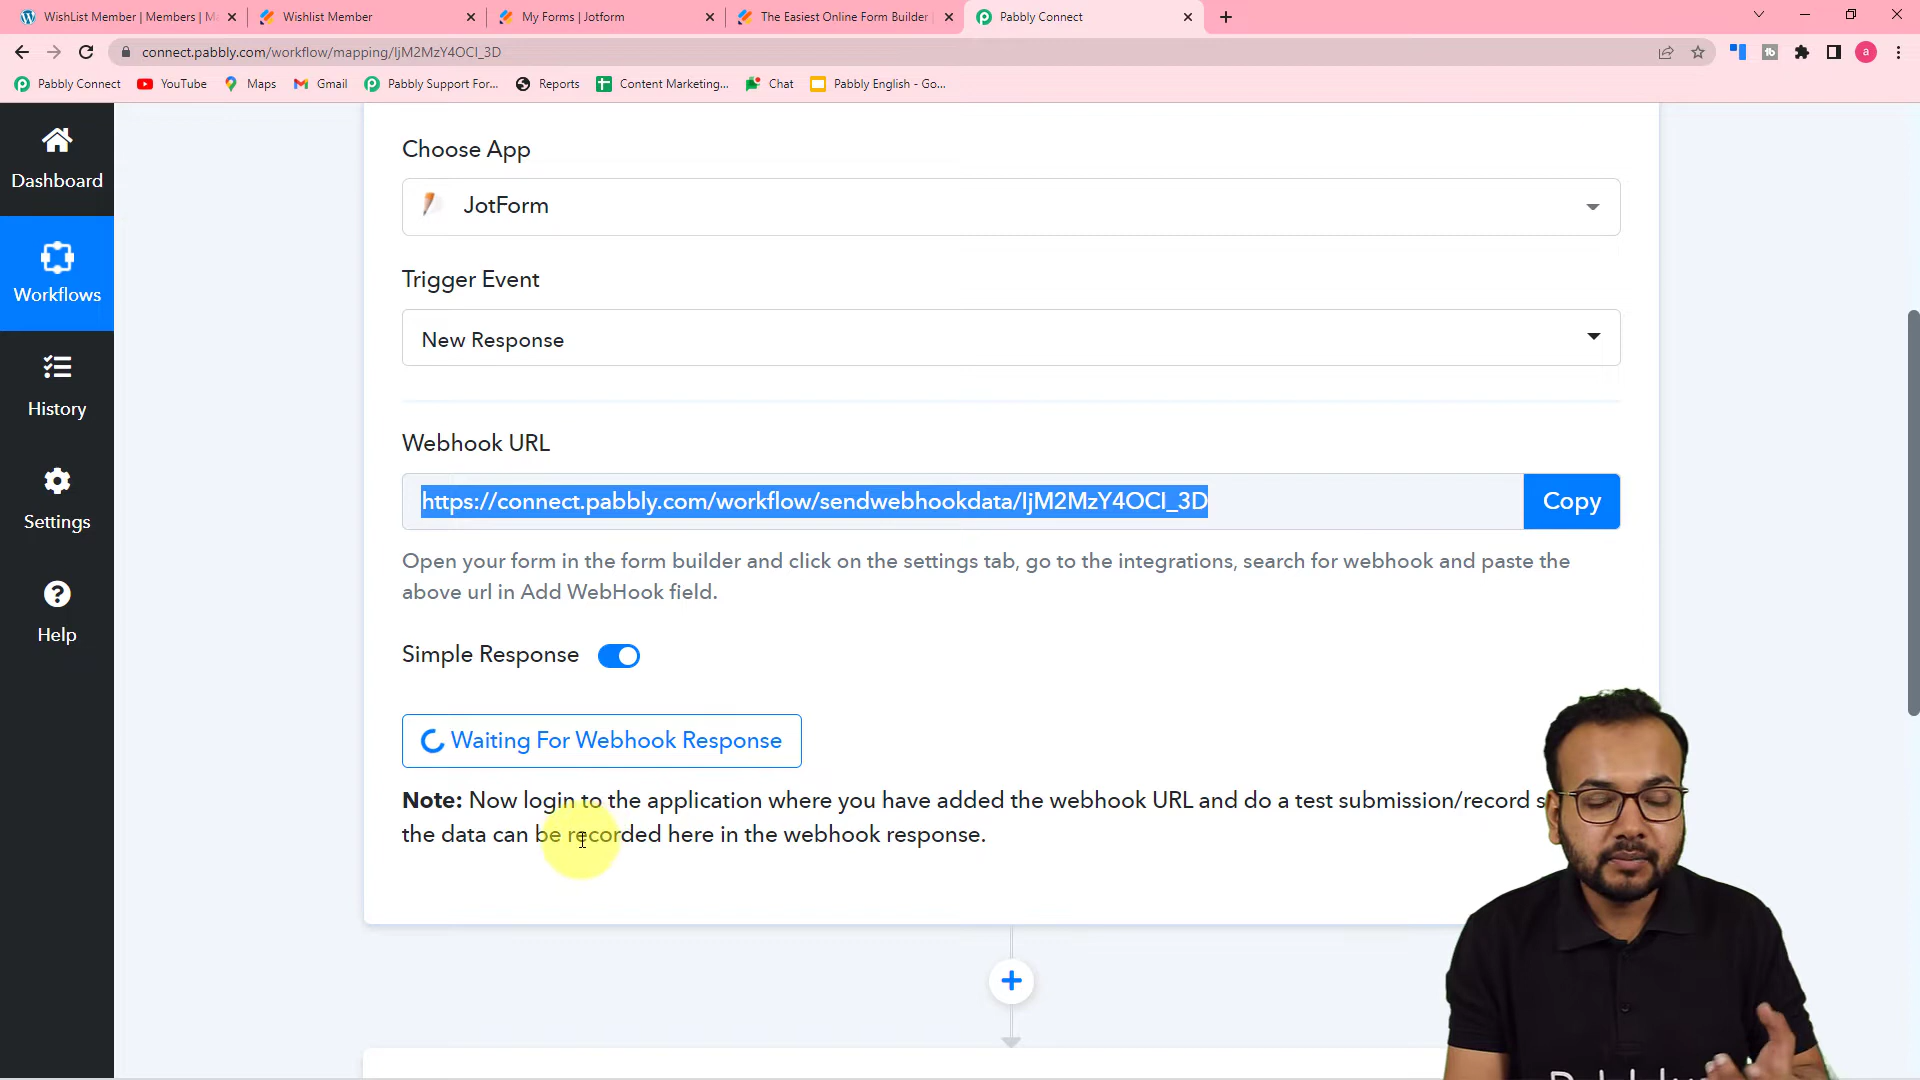 WishList Member | Members | Ma
Wishlist Member
My Forms | Jotform
The Easiest Online Form Builder |
Pabbly Connect
connect.pabbly.com/workflow/mapping/IjM2MzY4OCI_3D
a
Pabbly Connect
YouTube
Maps
Gmail
Pabbly Support For...
Reports
Content Marketing...
Chat
Pabbly English - Go...
Dashboard
Workflows
History
Settings
Help
Choose App
JotForm
Trigger Event
New Response
Webhook URL
https://connect.pabbly.com/workflow/sendwebhookdata/IjM2MzY4OCI_3D
Copy
Open your form in the form builder and click on the settings tab, go to the integrations, search for webhook and paste the
above url in Add WebHook field.
Simple Response
Waiting For Webhook Response
Note: Now login to the application where you have added the webhook URL and do a test submission/record s
the data can be recorded here in the webhook response.